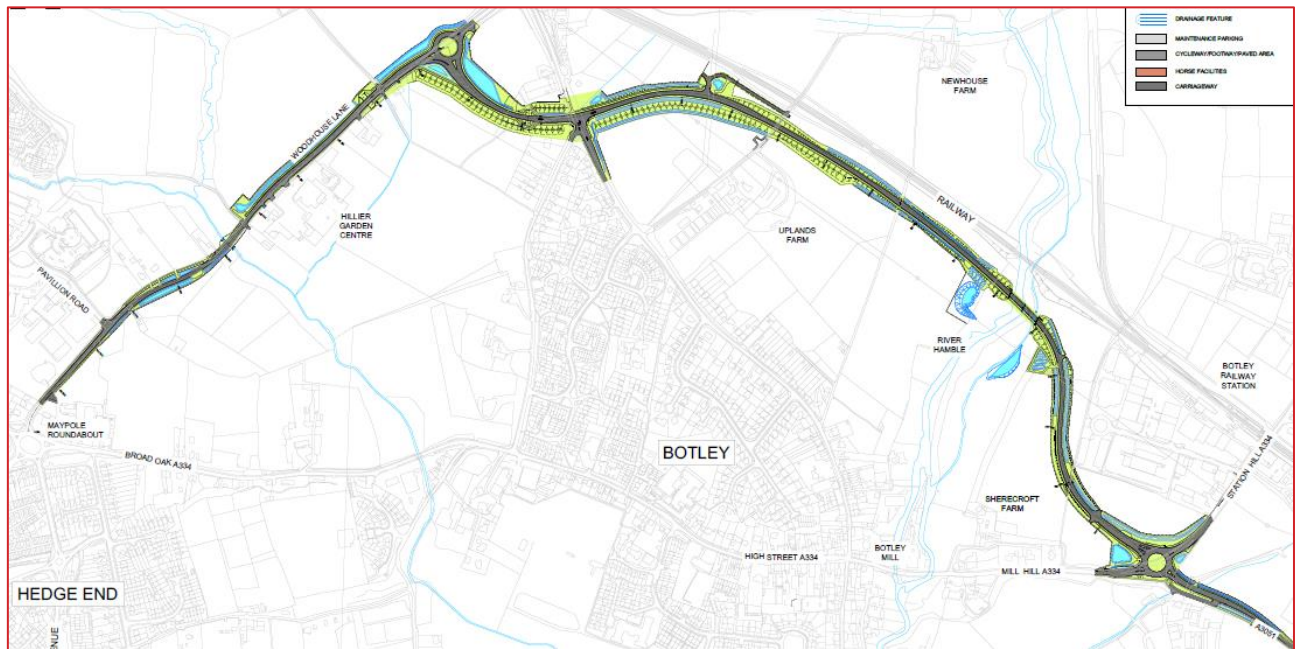 DRAINAGE FEATURE
MAINTENANCE PARKING
CYCLEWAY/FOOTWAY/PAVED AREA
HORSE FACILITIES
CARRIAGEWAY
NEWHOUSE
FARM
WOODHOUSE LANE
RAILWAY
HILLIER
GARDEN
CENTRE
UPLANDS
FARM
PAVILLION ROAD
RIVER
HAMBLE
BOTLEY
RAILWAY
STATION
MAYPOLE
ROUNDABOUT
BROAD OAK A334
BOTLEY
STATION HILL A334
SHERECROFT
FARM
HIGH STREET A334
BOTLEY
MILL
MILL HILL A334
HEDGE END
A3051